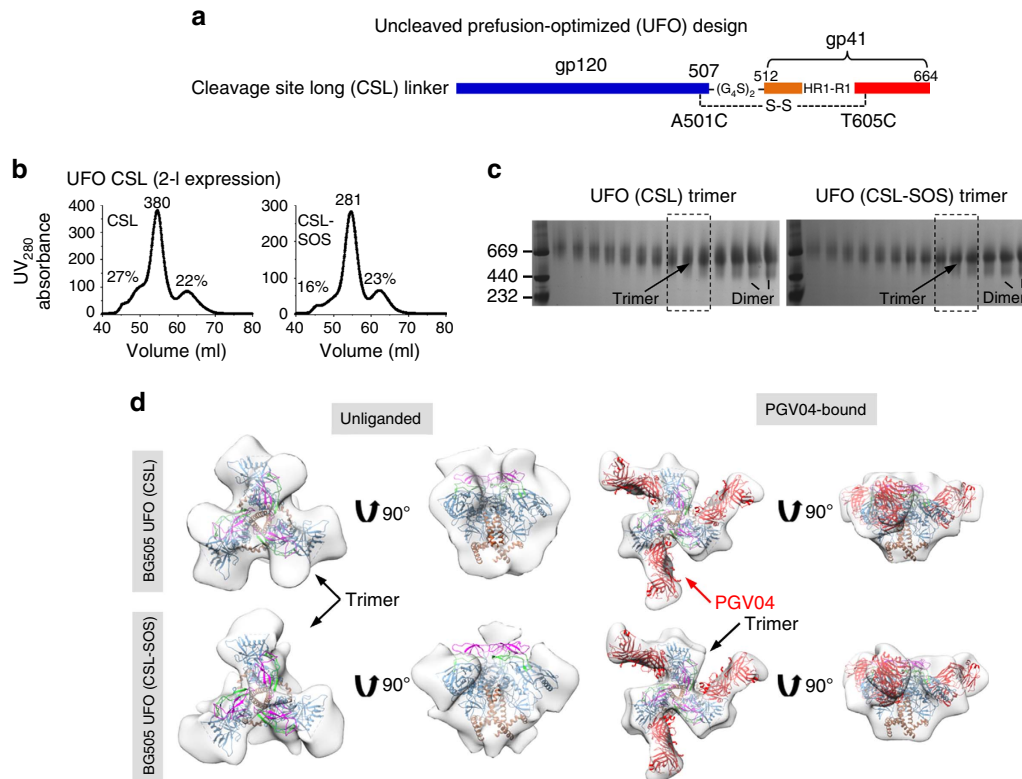 a
Uncleaved prefusion-optimized (UFO) design
gp41
gp120
507
512
664
Cleavage site long (CSL) linker
(G₄S)₂
HR1-R1
S-S
A501C
T605C
b
UFO CSL (2-l expression)
UV₂₈₀ absorbance
400
300
200
100
0
CSL
380
27%
22%
40 50 60 70 80
Volume (ml)
300
200
100
0
CSL-
SOS
281
16%
23%
40 50 60 70 80
Volume (ml)
c
UFO (CSL) trimer
UFO (CSL-SOS) trimer
669
440
232
Trimer
Dimer
Trimer
Dimer
d
Unliganded
PGV04-bound
BG505 UFO (CSL)
90°
90°
Trimer
PGV04
Trimer
BG505 UFO (CSL-SOS)
90°
90°